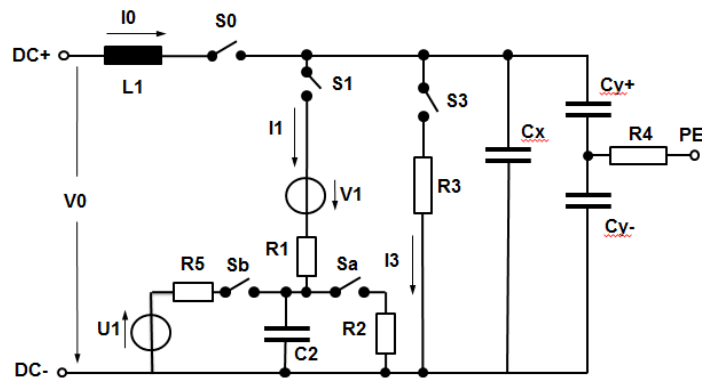 I0
S0
DC+
L1
S1
S3
Cy+
I1
Cx
R4
PE
V0
V1
R3
Cy-
R1
I3
R5
Sb
Sa
U1
C2
R2
DC-